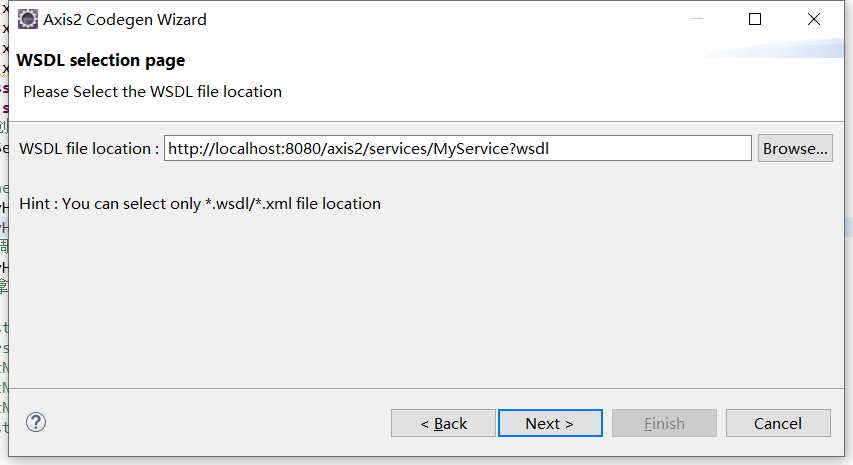 Axis2 Codegen Wizard
WSDL selection page
Please Select the WSDL file location
WSDL file location : http://localhost:8080/axis2/services/MyService?wsdl Browse...
Hint : You can select only *.wsdl/*.xml file location
? < Back Next > Finish Cancel